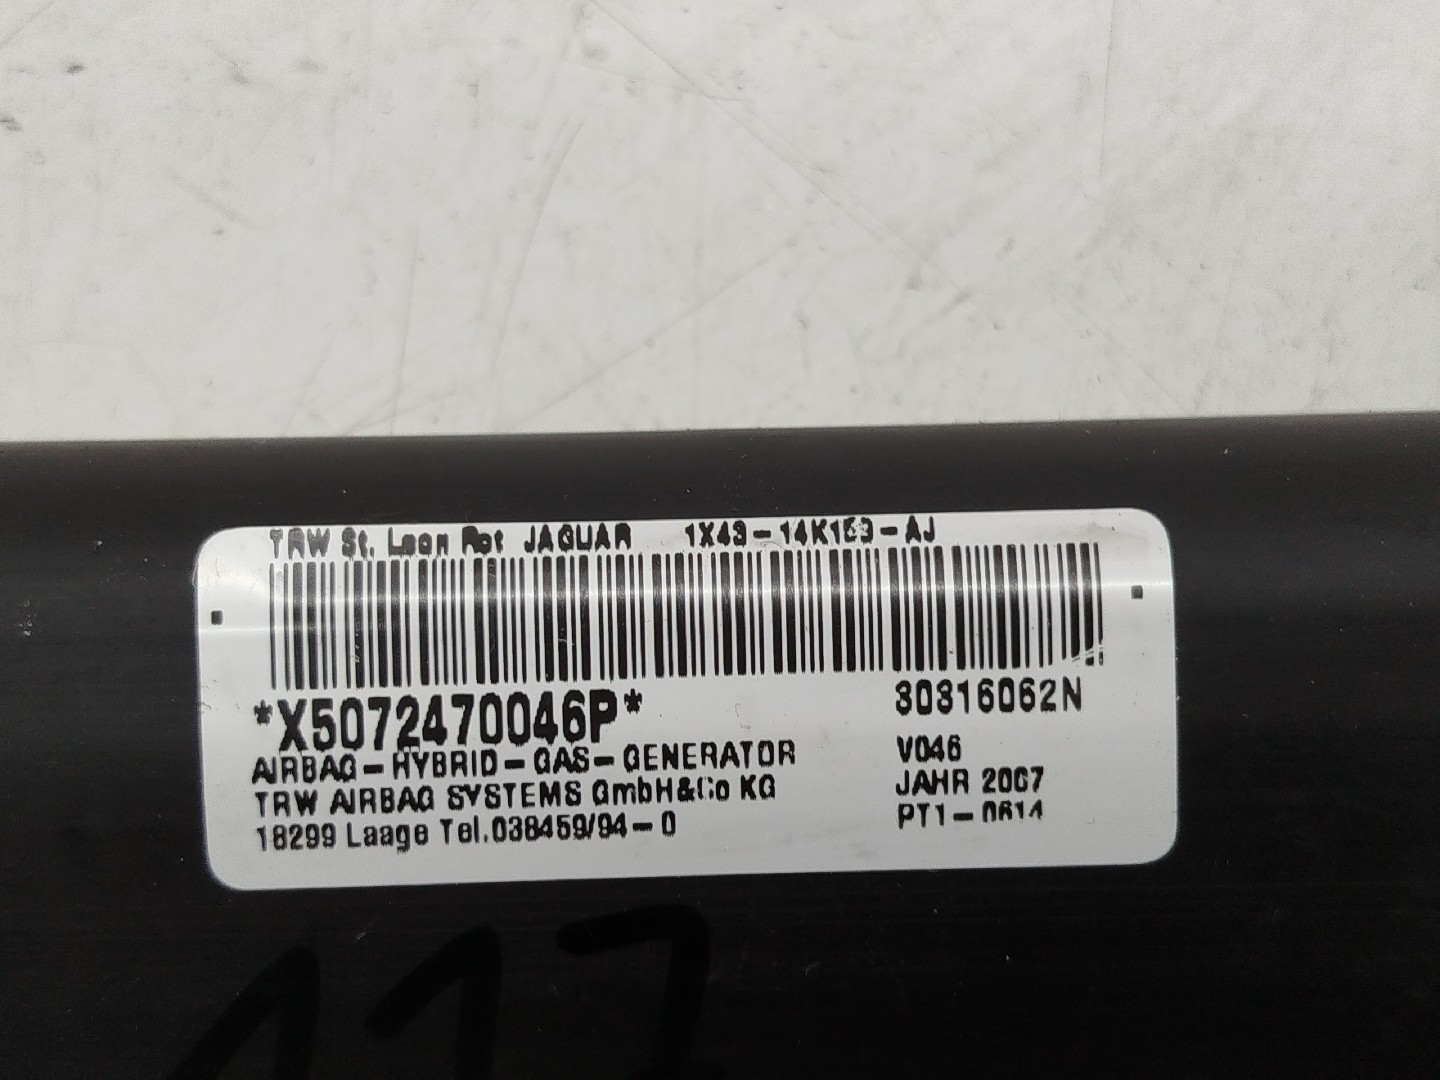 TRW St. Leon Rot JAGUAR 1X43-14K159-AJ
*X5072470046P* 30316062N
AIRBAG-HYBRID-GAS-GENERATOR V046
TRW AIRBAG SYSTEMS GmbH&Co KG JAHR 2007
18299 Laage Tel.038459/94-0 PT1-0614